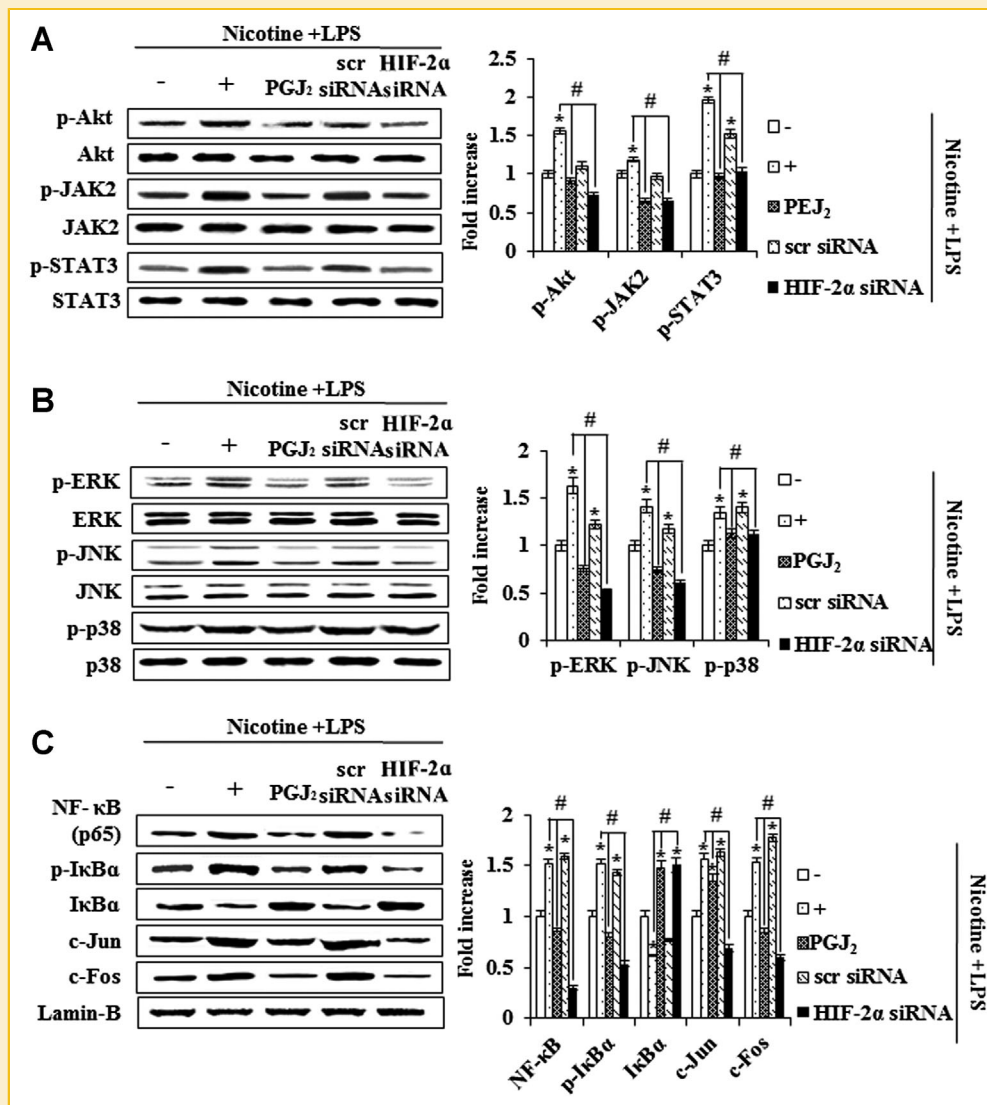 A
Nicotine +LPS
- + PGJ₂ scr siRNA HIF-2α siRNA
p-Akt
Akt
p-JAK2
JAK2
p-STAT3
STAT3
Fold increase
2.5
2
1.5
1
0.5
0
* # * # * * #
p-Akt p-JAK2 p-STAT3
-
+
PEJ₂
scr siRNA
HIF-2α siRNA
Nicotine +LPS
B
Nicotine +LPS
- + PGJ₂ scr siRNA HIF-2α siRNA
p-ERK
ERK
p-JNK
JNK
p-p38
p38
Fold increase
2
1.5
1
0.5
0
* * # * * # * * #
p-ERK p-JNK p-p38
-
+
PGJ₂
scr siRNA
HIF-2α siRNA
Nicotine +LPS
C
Nicotine +LPS
- + PGJ₂ scr siRNA HIF-2α siRNA
NF- κB
(p65)
p-IκBα
IκBα
c-Jun
c-Fos
Lamin-B
Fold increase
2
1.5
1
0.5
0
* * # * * # * * * # * * * # * * #
NF-κB p-IκBα IκBα c-Jun c-Fos
-
+
PGJ₂
scr siRNA
HIF-2α siRNA
Nicotine +LPS